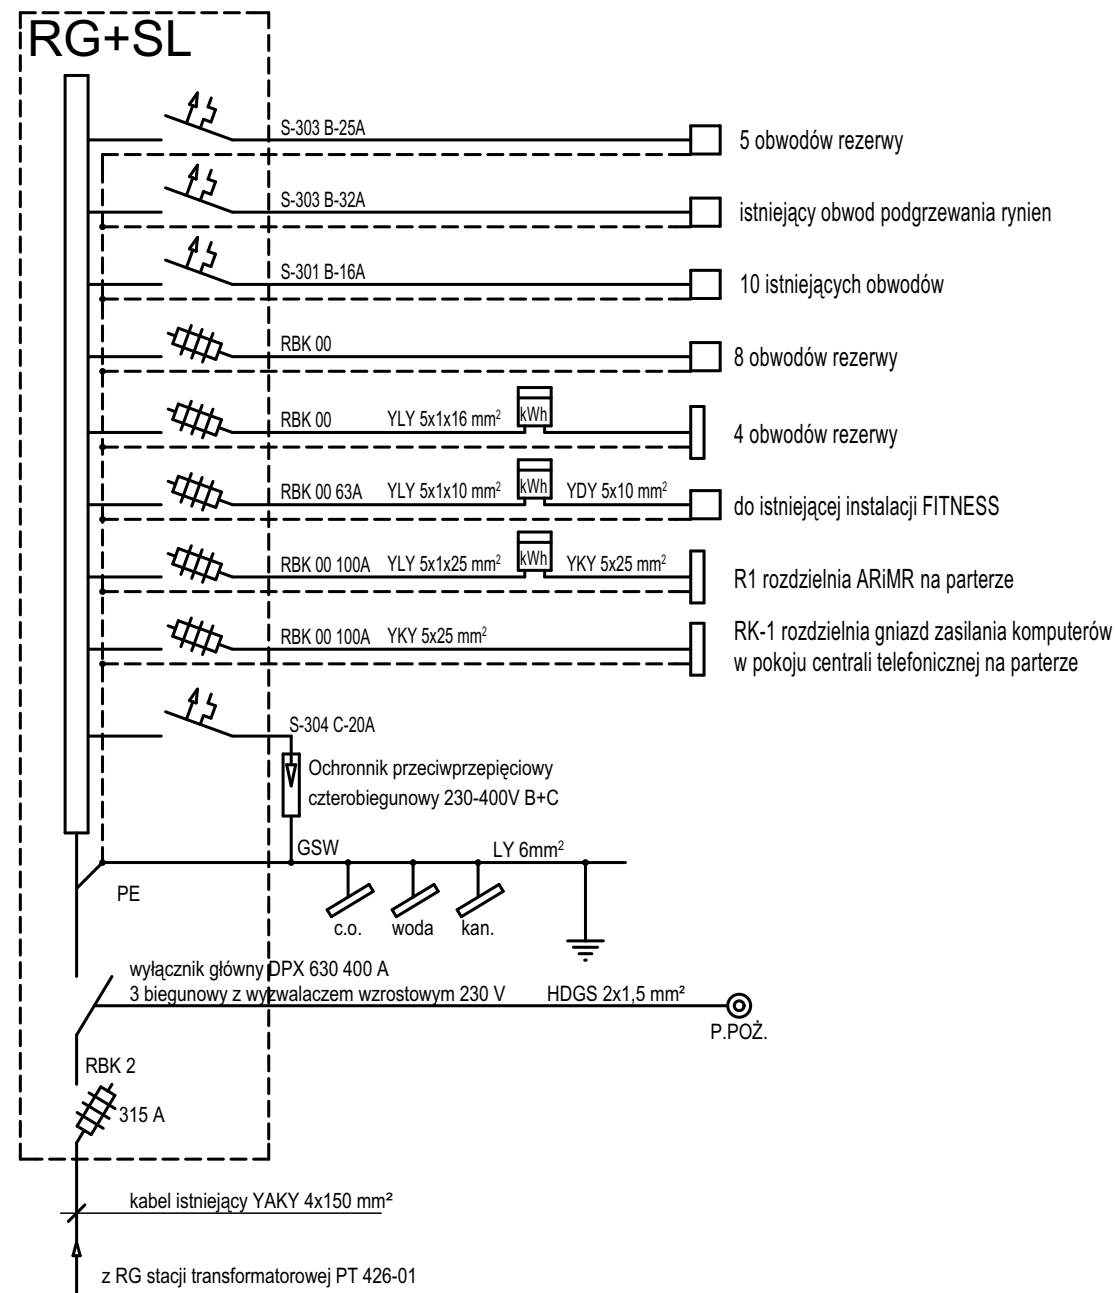 RG+SL
S-303 B-25A
5 obwodów rezerwy
S-303 B-32A
istniejący obwod podgrzewania rynien
S-301 B-16A
10 istniejących obwodów
RBK 00
8 obwodów rezerwy
RBK 00 YLY 5x1x16 mm² kWh
4 obwodów rezerwy
RBK 00 63A YLY 5x1x10 mm² kWh YDY 5x10 mm²
do istniejącej instalacji FITNESS
RBK 00 100A YLY 5x1x25 mm² kWh YKY 5x25 mm²
R1 rozdzielnia ARiMR na parterze
RBK 00 100A YKY 5x25 mm²
RK-1 rozdzielnia gniazd zasilania komputerów
w pokoju centrali telefonicznej na parterze
S-304 C-20A
Ochronnik przeciwprzepięciowy
czterobiegunowy 230-400V B+C
GSW LY 6mm²
PE
c.o. woda kan.
wyłącznik główny DPX 630 400 A
3 biegunowy z wyzwalaczem wzrostowym 230 V HDGS 2x1,5 mm²
P.POŻ.
RBK 2
315 A
kabel istniejący YAKY 4x150 mm²
z RG stacji transformatorowej PT 426-01